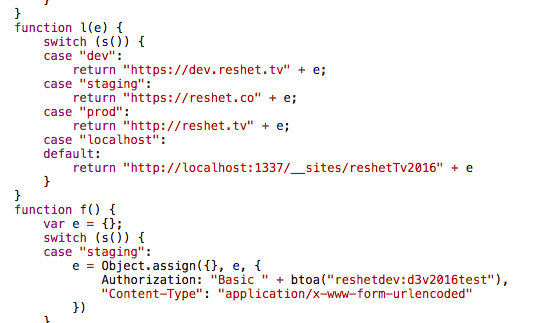 }
function l(e) {
switch (s()) {
case "dev":
return "https://dev.reshet.tv" + e;
case "staging":
return "https://reshet.co" + e;
case "prod":
return "http://reshet.tv" + e;
case "localhost":
default:
return "http://localhost:1337/__sites/reshetTv2016" + e
}
}
function f() {
var e = {};
switch (s()) {
case "staging":
e = Object.assign({}, e, {
Authorization: "Basic " + btoa("reshetdev:d3v2016test"),
"Content-Type": "application/x-www-form-urlencoded"
})